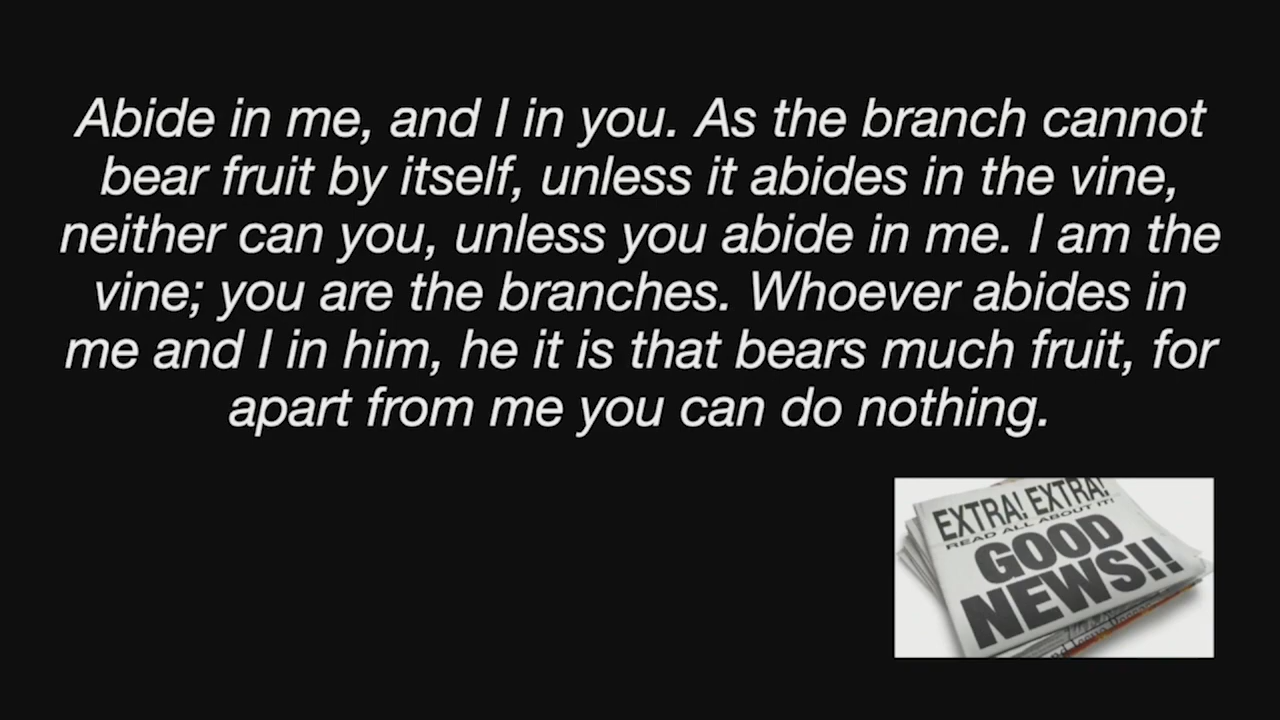 Abide in me, and I in you. As the branch cannot
bear fruit by itself, unless it abides in the vine,
neither can you, unless you abide in me. I am the
vine; you are the branches. Whoever abides in
me and I in him, he it is that bears much fruit, for
apart from me you can do nothing.
EXTRA! EXTRA!
READ ALL ABOUT IT!
GOOD
NEWS!!